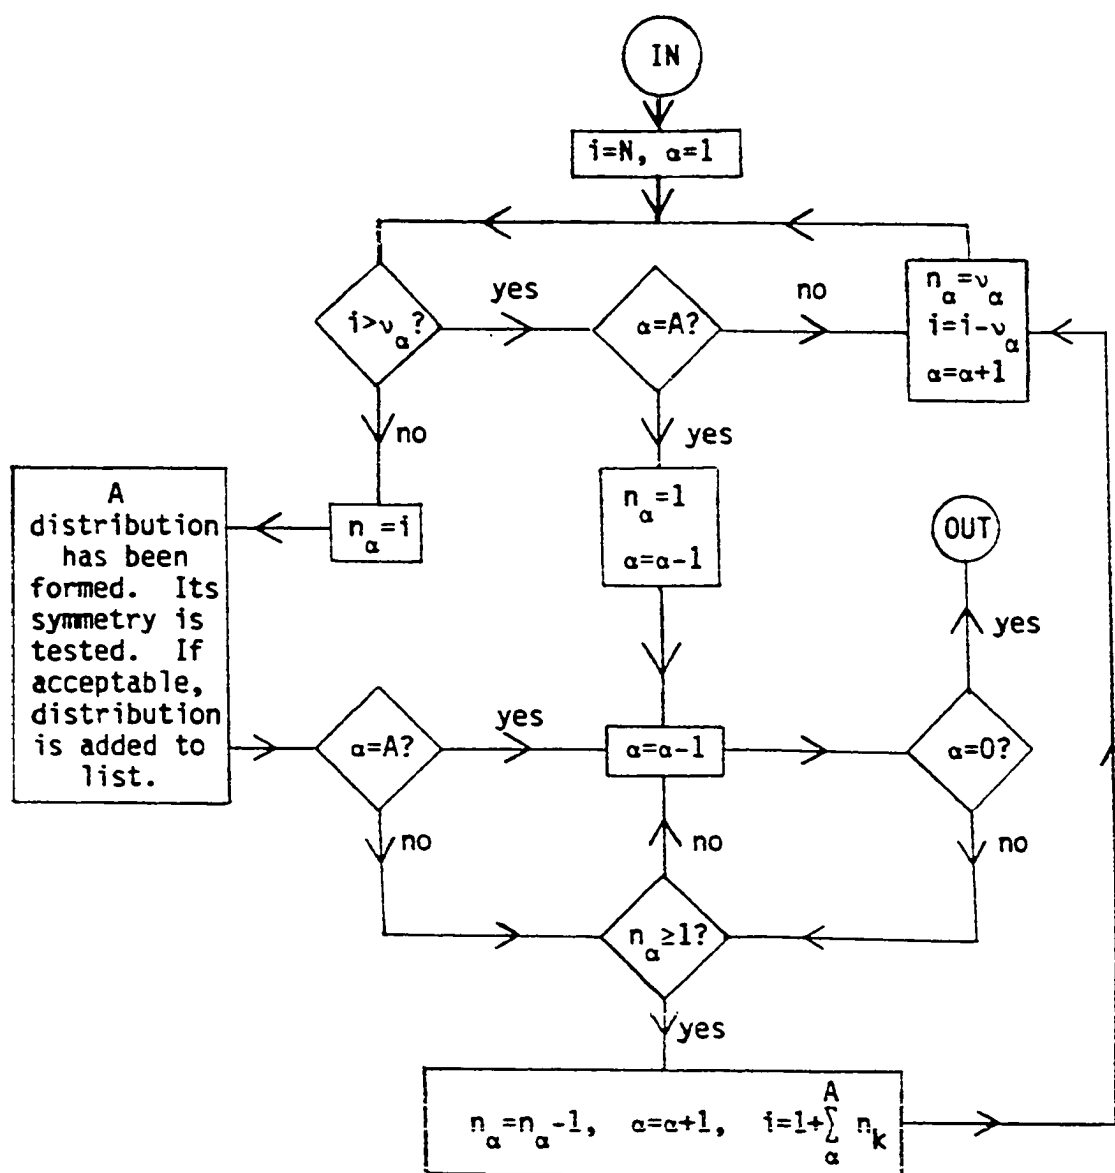 IN
i=N, α=1
i>ν_α?
yes
α=A?
no
n_α=ν_α
i=i-ν_α
α=α+1
no
yes
A
distribution
has been
formed. Its
symmetry is
tested. If
acceptable,
distribution
is added to
list.
n_α=i
n_α=1
α=α-1
OUT
yes
α=A?
yes
α=α-1
α=0?
no
no
no
n_α≥1?
yes
n_α=n_α-1, α=α+1, i=1+∑_α^A n_k